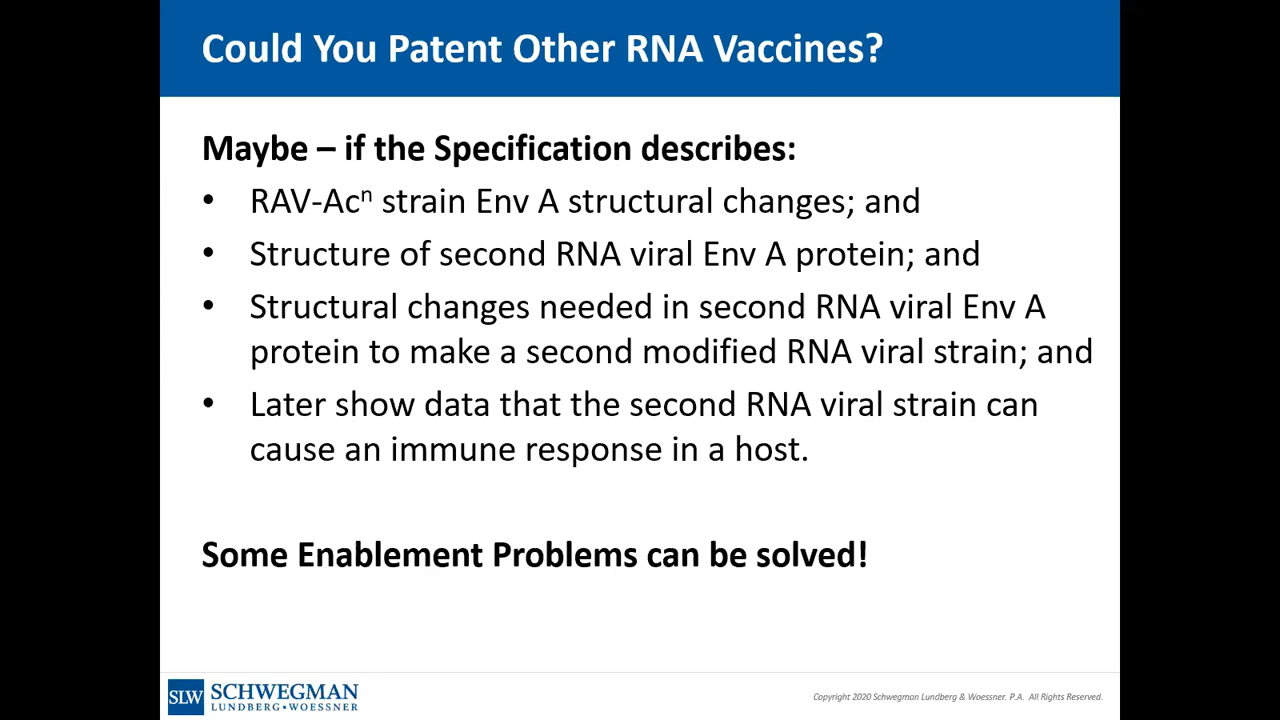 Could You Patent Other RNA Vaccines?
Maybe – if the Specification describes:
• RAV-Acⁿ strain Env A structural changes; and
• Structure of second RNA viral Env A protein; and
• Structural changes needed in second RNA viral Env A
protein to make a second modified RNA viral strain; and
• Later show data that the second RNA viral strain can
cause an immune response in a host.
Some Enablement Problems can be solved!
SLW SCHWEGMAN
LUNDBERG • WOESSNER
Copyright 2020 Schwegman Lundberg & Woessner. P.A. All Rights Reserved.